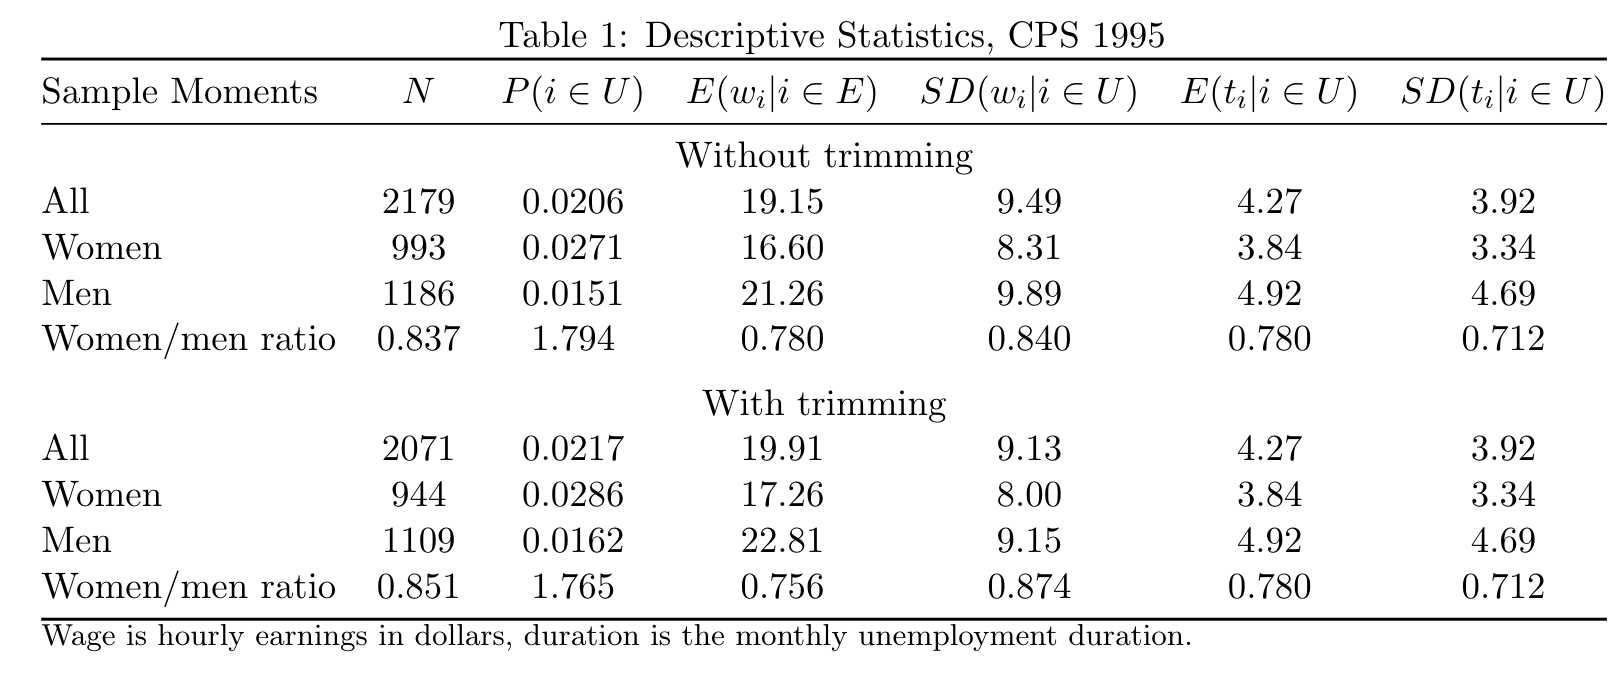 Table 1: Descriptive Statistics, CPS 1995
Sample Moments N P(i ∈ U) E(wᵢ|i ∈ E) SD(wᵢ|i ∈ U) E(tᵢ|i ∈ U) SD(tᵢ|i ∈ U)
Without trimming
All 2179 0.0206 19.15 9.49 4.27 3.92
Women 993 0.0271 16.60 8.31 3.84 3.34
Men 1186 0.0151 21.26 9.89 4.92 4.69
Women/men ratio 0.837 1.794 0.780 0.840 0.780 0.712
With trimming
All 2071 0.0217 19.91 9.13 4.27 3.92
Women 944 0.0286 17.26 8.00 3.84 3.34
Men 1109 0.0162 22.81 9.15 4.92 4.69
Women/men ratio 0.851 1.765 0.756 0.874 0.780 0.712
Wage is hourly earnings in dollars, duration is the monthly unemployment duration.